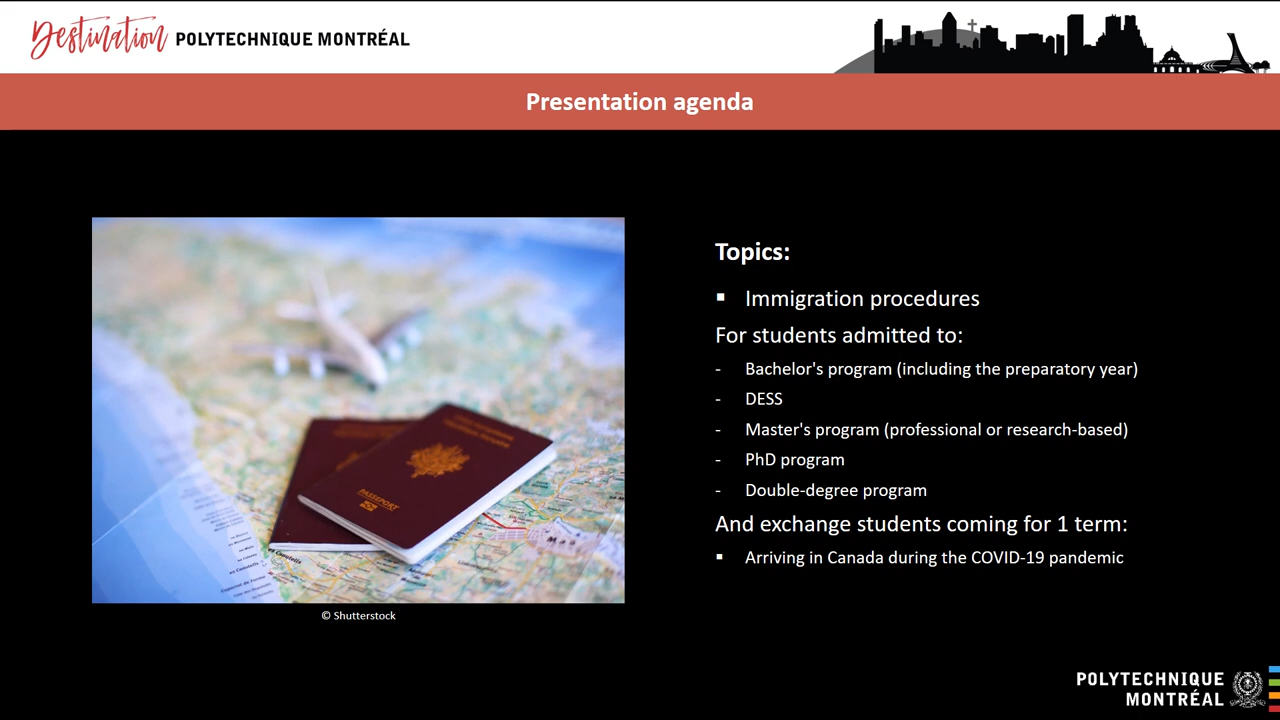 Destination POLYTECHNIQUE MONTRÉAL
Presentation agenda
Topics:
▪ Immigration procedures
For students admitted to:
- Bachelor's program (including the preparatory year)
- DESS
- Master's program (professional or research-based)
- PhD program
- Double-degree program
And exchange students coming for 1 term:
▪ Arriving in Canada during the COVID-19 pandemic
PASSEPORT
© Shutterstock
POLYTECHNIQUE
MONTRÉAL